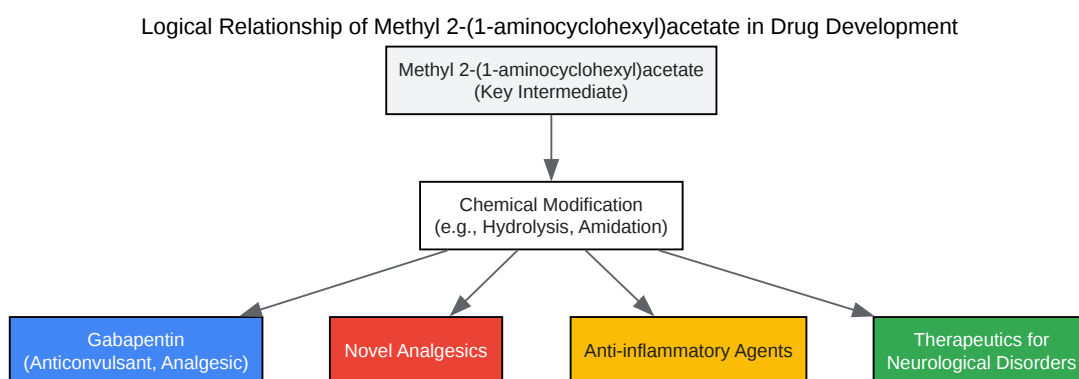 Logical Relationship of Methyl 2-(1-aminocyclohexyl)acetate in Drug Development
Methyl 2-(1-aminocyclohexyl)acetate
(Key Intermediate)
Chemical Modification
(e.g., Hydrolysis, Amidation)
Gabapentin
(Anticonvulsant, Analgesic)
Novel Analgesics
Anti-inflammatory Agents
Therapeutics for
Neurological Disorders